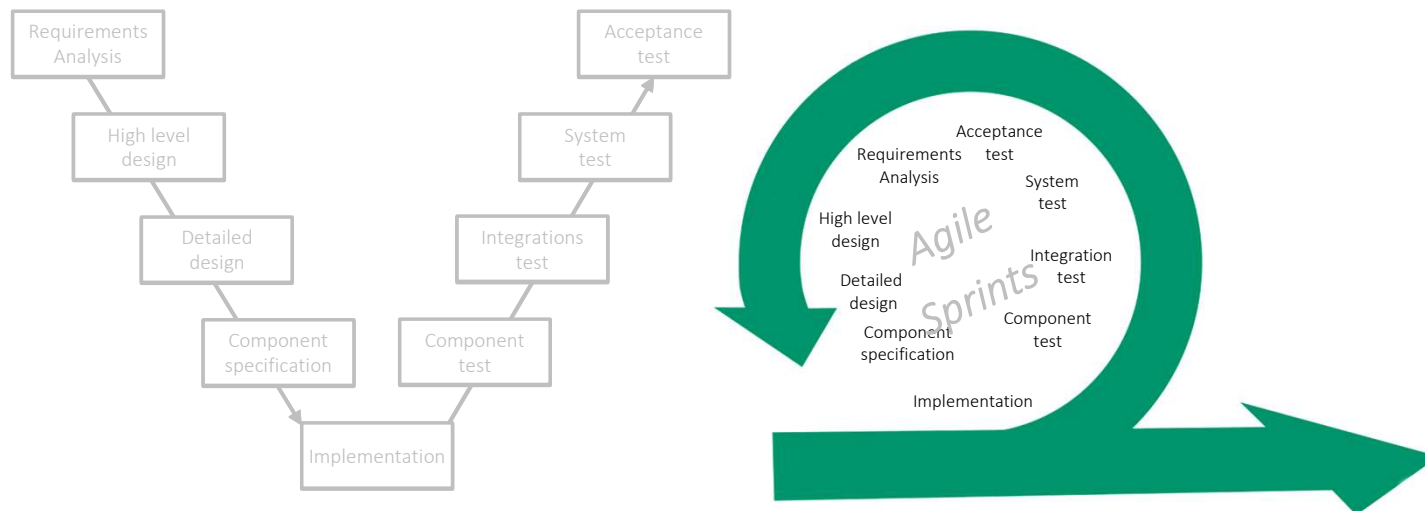 Requirements
Analysis
High level
design
Detailed
design
Component
specification
Implementation
Component
test
Integrations
test
System
test
Acceptance
test
Acceptance
test
Requirements
Analysis
System
test
High level
design
Agile
Sprints
Integration
test
Detailed
design
Component
test
Component
specification
Implementation